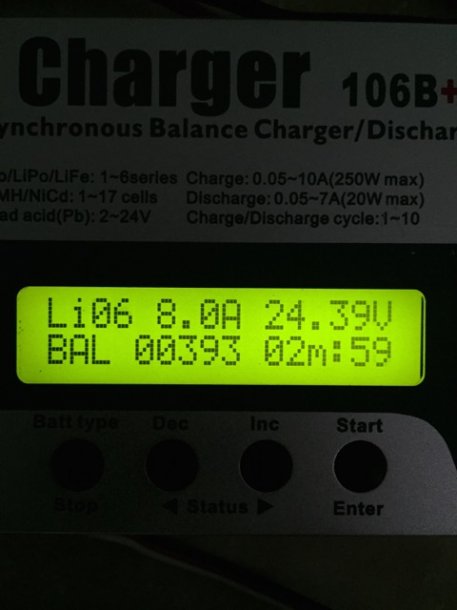 Charger 106B+
ynchronous Balance Charger/Dischar
o/LiPo/LiFe: 1~6series Charge: 0.05~10A(250W max)
MH/NiCd: 1~17 cells Discharge: 0.05~7A(20W max)
ad acid(Pb): 2~24V Charge/Discharge cycle:1~10
Li06 8.0A 24.39V
BAL 00393 02m:59
Batt type Dec Inc Start
Stop ◀ Status ▶ Enter